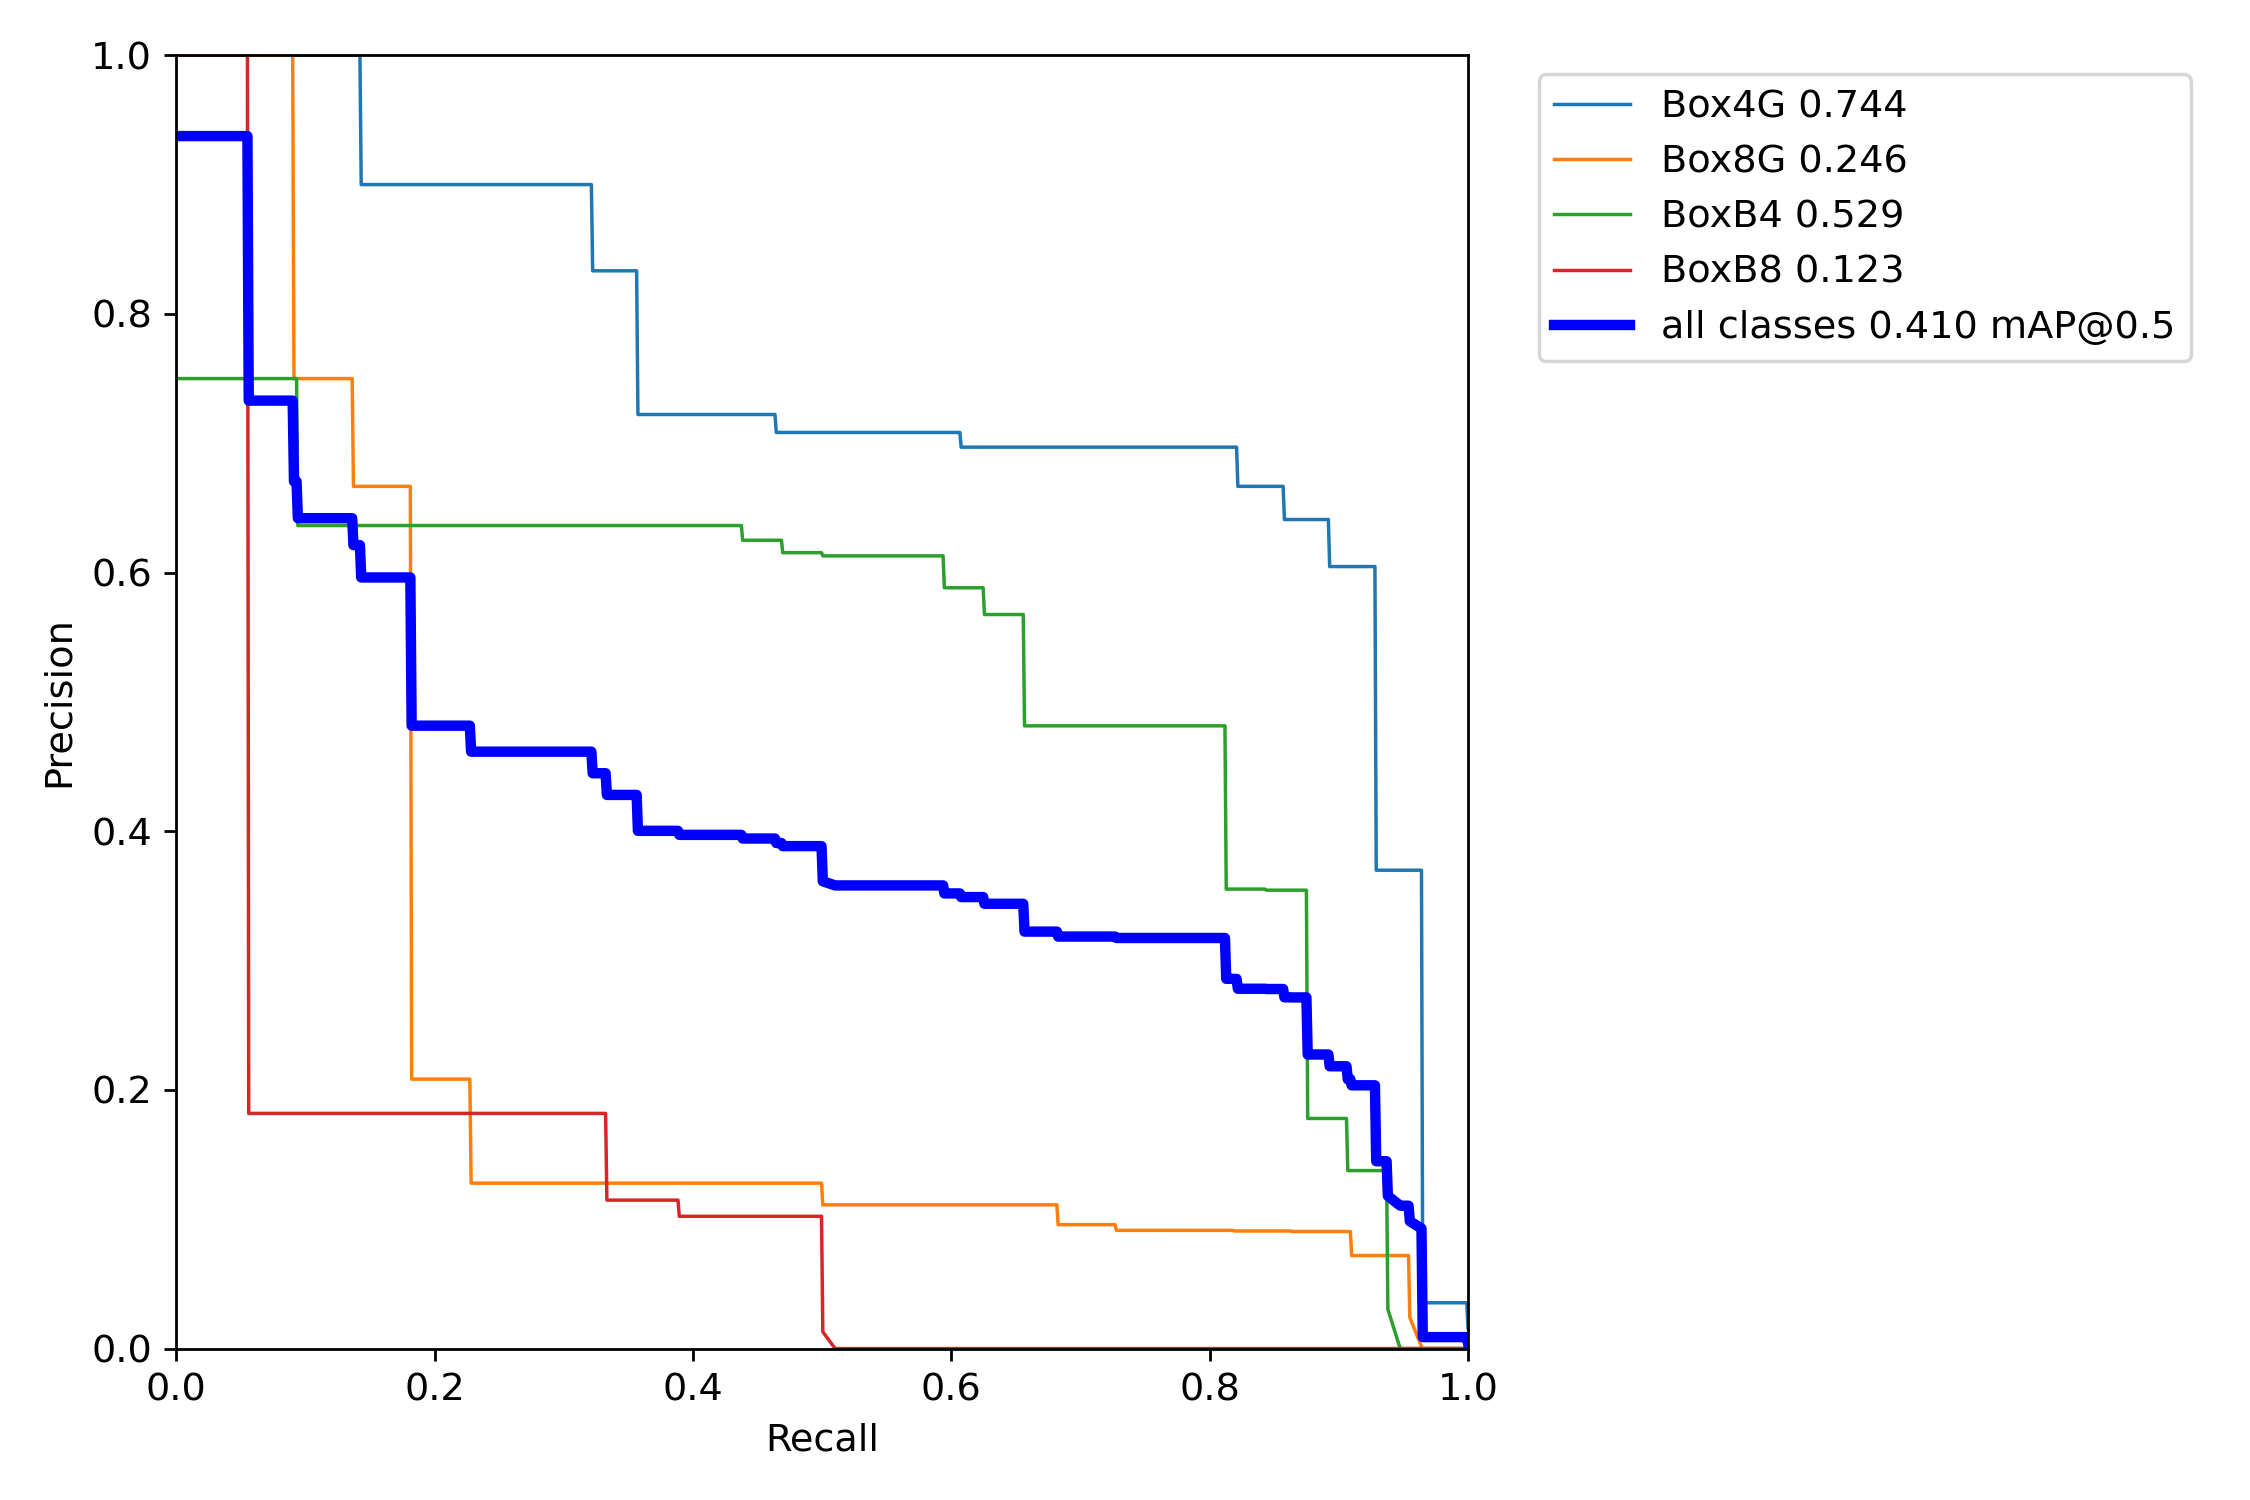 1.0
0.8
0.6
0.4
0.2
0.0
Precision
0.0 0.2 0.4 0.6 0.8 1.0
Recall
Box4G 0.744
Box8G 0.246
BoxB4 0.529
BoxB8 0.123
all classes 0.410 mAP@0.5